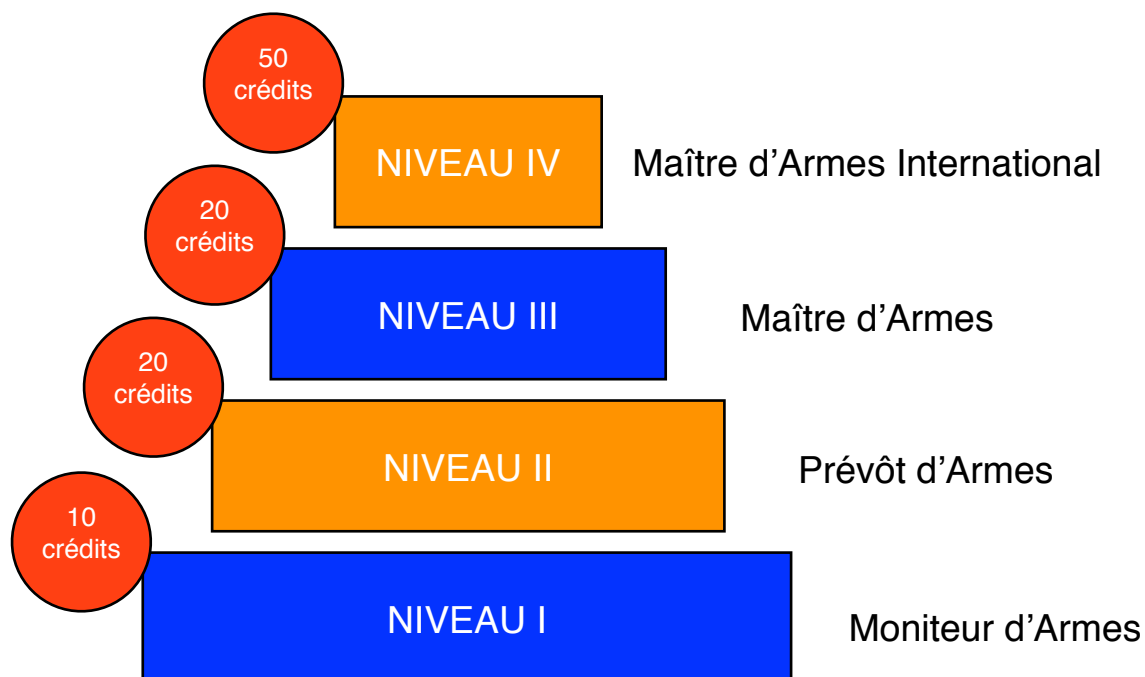 50
crédits
NIVEAU IV
Maître d’Armes International
20
crédits
NIVEAU III
Maître d’Armes
20
crédits
NIVEAU II
Prévôt d’Armes
10
crédits
NIVEAU I
Moniteur d’Armes